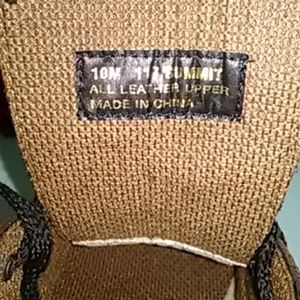 10M SUMMIT
ALL LEATHER UPPER
MADE IN CHINA